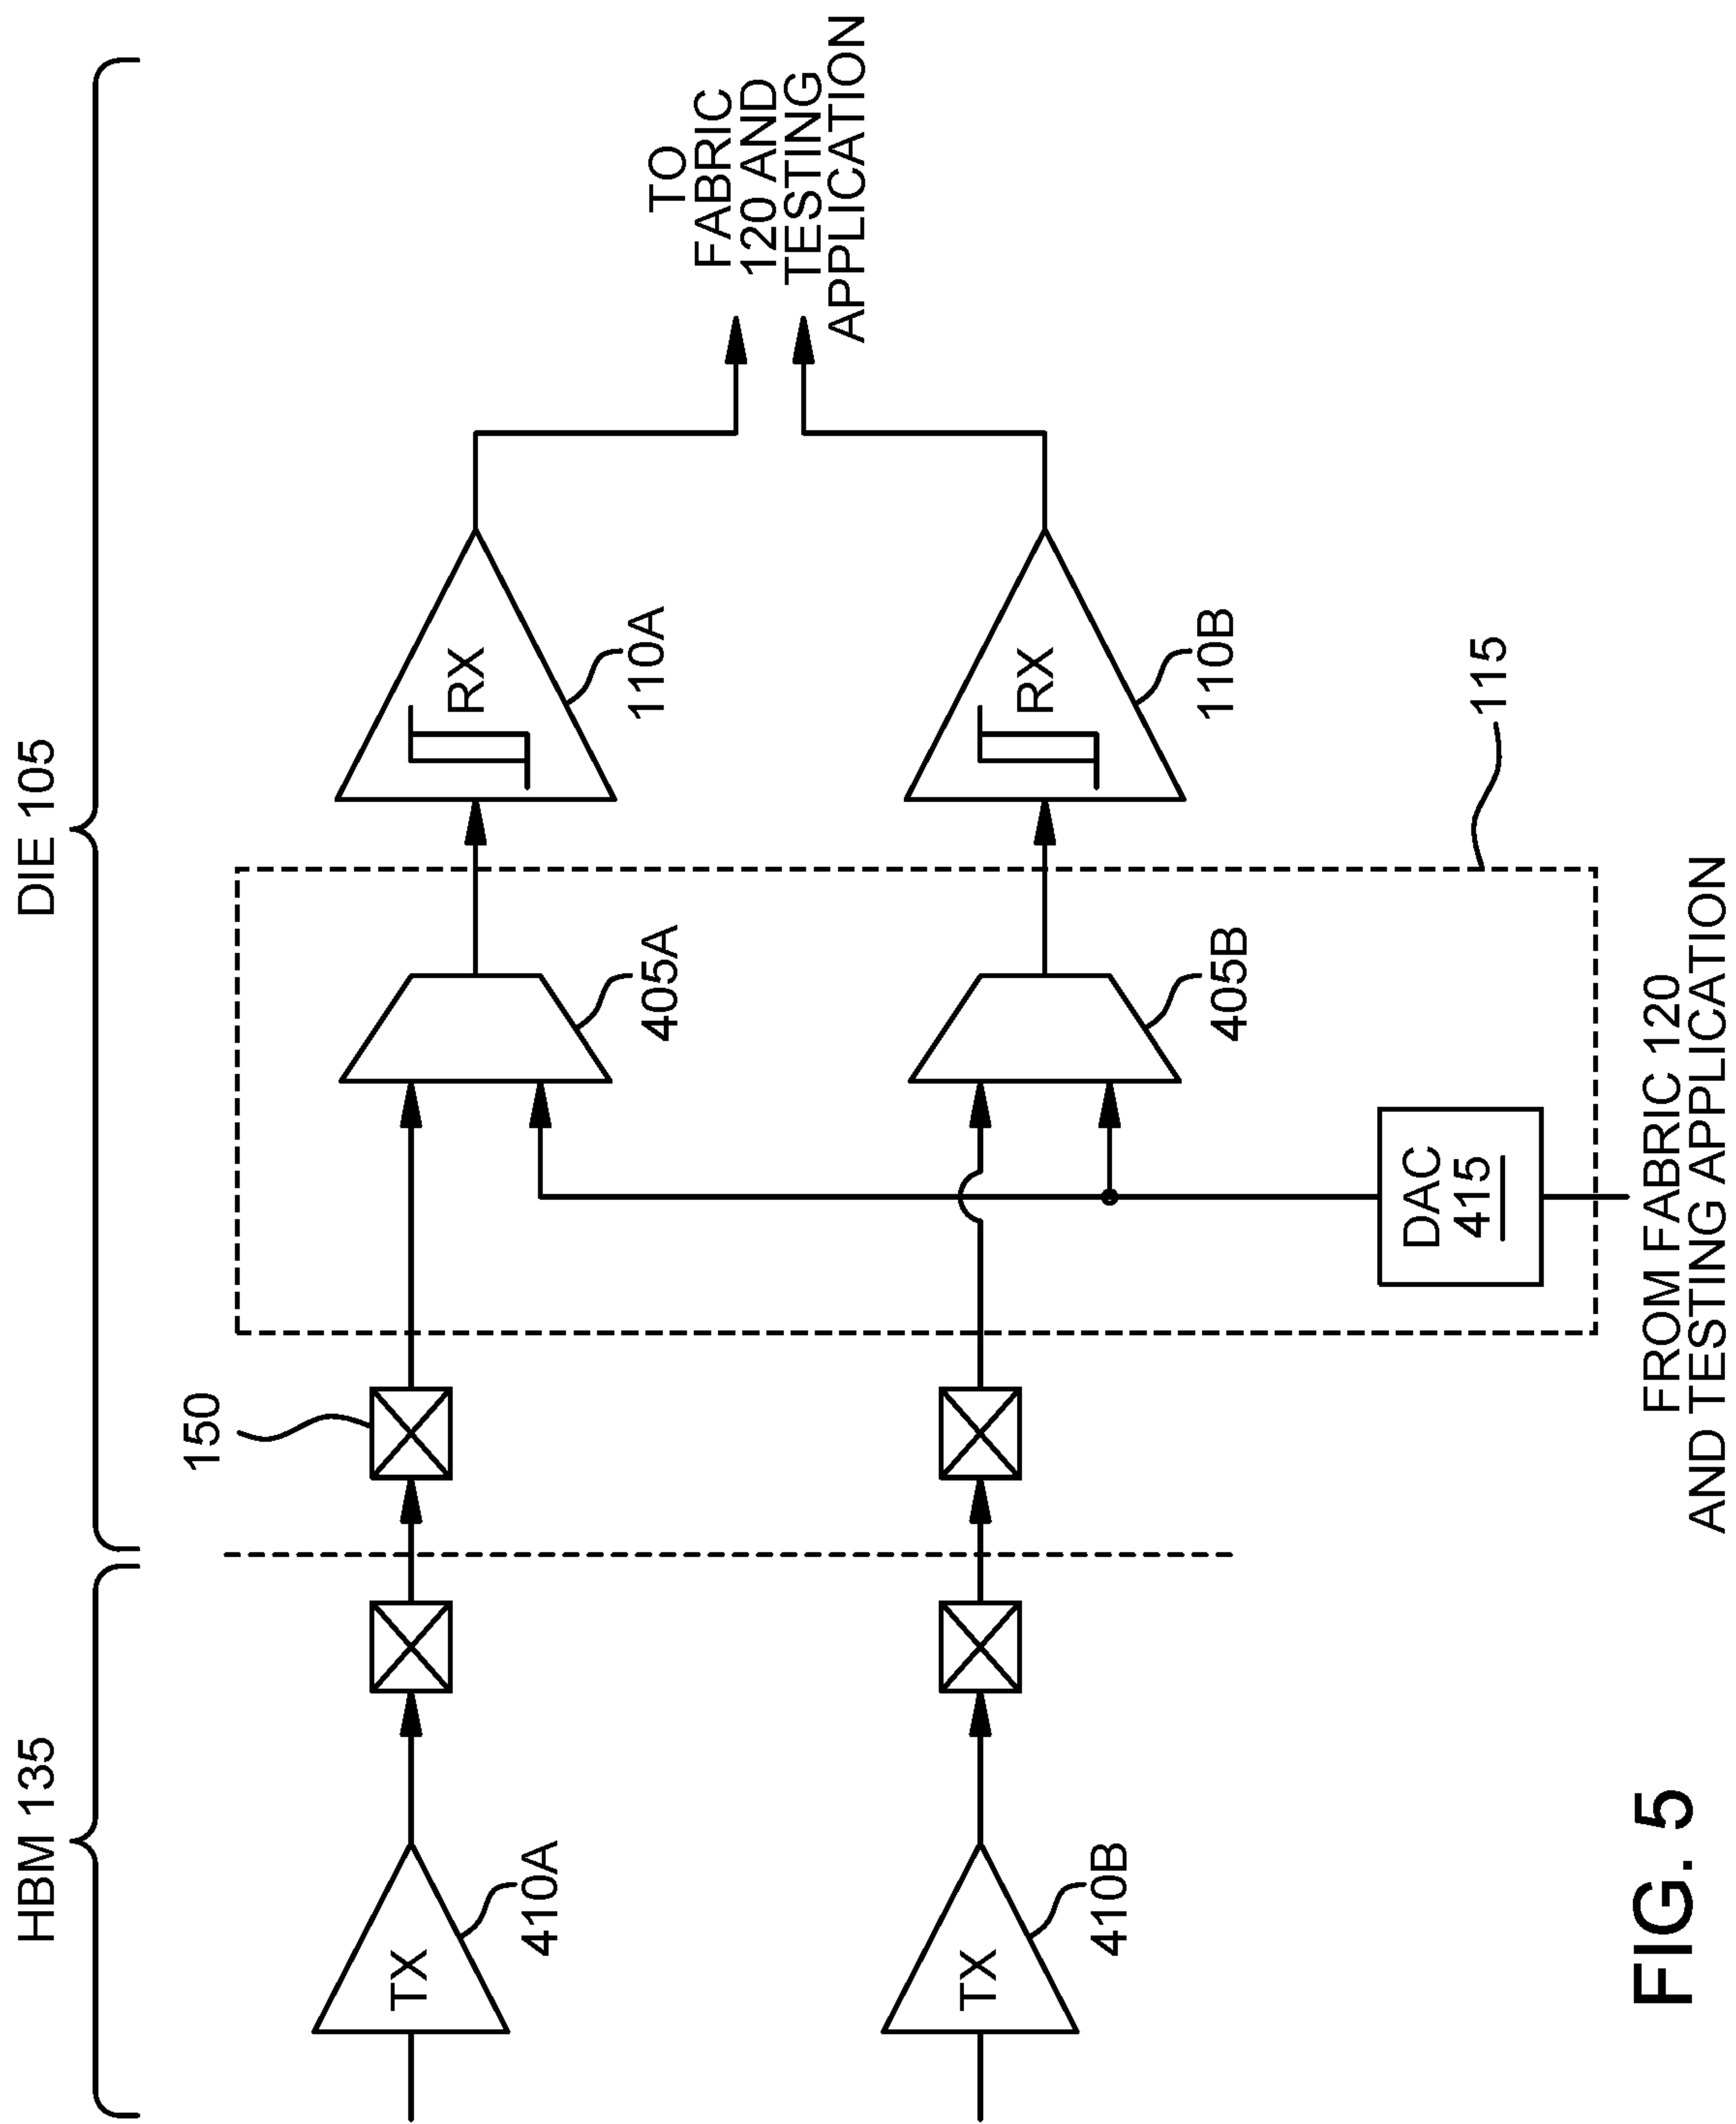 HBM 135
DIE 105
150
TX
410A
405A
RX
110A
TO
FABRIC
120 AND
TESTING
APPLICATION
TX
410B
405B
RX
110B
DAC
415
115
FROM FABRIC 120
AND TESTING APPLICATION
FIG. 5